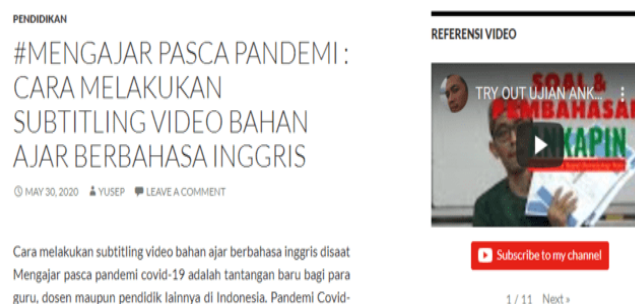 PENDIDIKAN
#MENGAJAR PASCA PANDEMI :
CARA MELAKUKAN
SUBTITLING VIDEO BAHAN
AJAR BERBAHASA INGGRIS
MAY 30, 2020 YUSEP LEAVE A COMMENT
Cara melakukan subtitling video bahan ajar berbahasa inggris disaat
Mengajar pasca pandemi covid-19 adalah tantangan baru bagi para
guru, dosen maupun pendidik lainnya di Indonesia. Pandemi Covid-
REFERENSI VIDEO
TRY OUT UJIAN ANK...
SOAL &
PEMBAHASA
NKAPIN
Subscribe to my channel
1 / 11 Next »